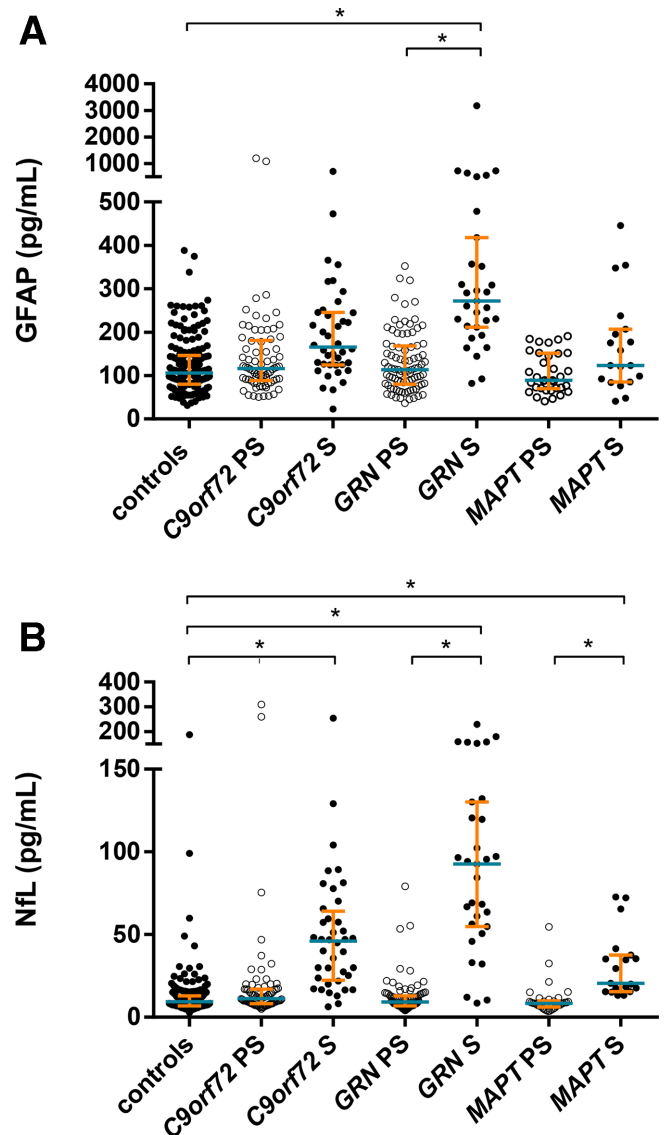 A
*
*
4000
3000
2000
1000
500
400
300
200
100
0
GFAP (pg/mL)
controls
C9orf72 PS
C9orf72 S
GRN PS
GRN S
MAPT PS
MAPT S
B
*
*
*
*
*
400
300
200
150
100
50
0
NfL (pg/mL)
controls
C9orf72 PS
C9orf72 S
GRN PS
GRN S
MAPT PS
MAPT S